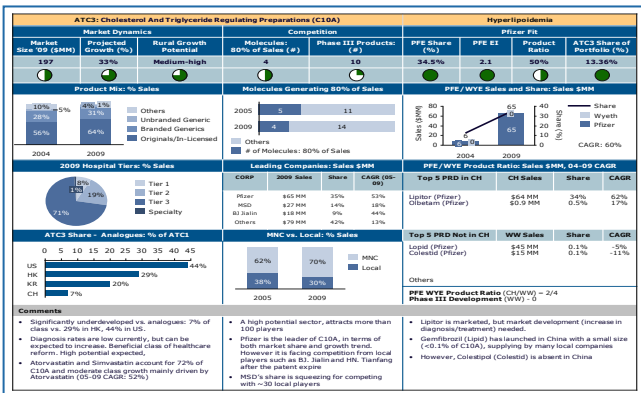 ATC3: Cholesterol And Triglyceride Regulating Preparations (C10A)
Hyperlipoidemia
Market Dynamics
Competition
Pfizer Fit
Market Size '09 ($MM)
Projected Growth (%)
Rural Growth Potential
Molecules: 80% of Sales (#)
Phase III Products: (#)
PFE Share (%)
PFE EI
Product Ratio
ATC3 Share of Portfolio (%)
197
33%
Medium-high
4
10
34.5%
2.1
50%
13.36%
Product Mix: % Sales
10%
5%
28%
56%
4%
1%
31%
64%
2004
2009
Others
Unbranded Generic
Branded Generics
Originals/In-Licensed
Molecules Generating 80% of Sales
2005
5
11
2009
4
14
Others
# of Molecules: 80% of Sales
PFE/WYE Sales and Share: Sales $MM
Sales ($MM)
80
60
40
20
0
6
0
65
0
65
2004
2009
40
30
20
10
0
Share (%)
Share
Wyeth
Pfizer
CAGR: 60%
2009 Hospital Tiers: % Sales
8%
1%
19%
71%
Tier 1
Tier 2
Tier 3
Specialty
Leading Companies: Sales $MM
CORP
2009 Sales
Share
CAGR (05-09)
Pfizer $65 MM 35% 53%
MSD $27 MM 14% 18%
BJ Jialin $18 MM 9% 44%
Others $79 MM 42% 13%
PFE/WYE Product Ratio: Sales $MM, 04-09 CAGR
Top 5 PRD in CH
CH Sales
Share
CAGR
Lipitor (Pfizer) $64 MM 34% 62%
Olbetam (Pfizer) $0.9 MM 0.5% 17%
ATC3 Share - Analogues: % of ATC1
0 5 10 15 20 25 30 35 40 45
US 44%
HK 29%
KR 20%
CH 7%
MNC vs. Local: % Sales
62%
38%
70%
30%
2005
2009
MNC
Local
Top 5 PRD Not in CH
WW Sales
Share
CAGR
Lopid (Pfizer) $45 MM 0.1% -5%
Colestid (Pfizer) $15 MM 0.1% -11%
Others
PFE WYE Product Ratio (CH/WW) = 2/4
Phase III Development (WW) - 0
Comments
• Significantly underdeveloped vs. analogues: 7% of
class vs. 29% in HK, 44% in US.
• Diagnosis rates are low currently, but can be
expected to increase. Beneficial class of healthcare
reform. High potential expected,
• Atorvastatin and Simvastatin account for 72% of
C10A and moderate class growth mainly driven by
Atorvastatin (05-09 CAGR: 52%)
• A high potential sector, attracts more than
100 players
• Pfizer is the leader of C10A, in terms of
both market share and growth trend.
However it is facing competition from local
players such as BJ. Jialin and HN. Tianfang
after the patent expire
• MSD's share is squeezing for competing
with ~30 local players
• Lipitor is marketed, but market development (increase in
diagnosis/treatment) needed.
• Gemfibrozil (Lopid) has launched in China with a small size
(<0.1% of C10A), supplying by many local companies
• However, Colestipol (Colestid) is absent in China